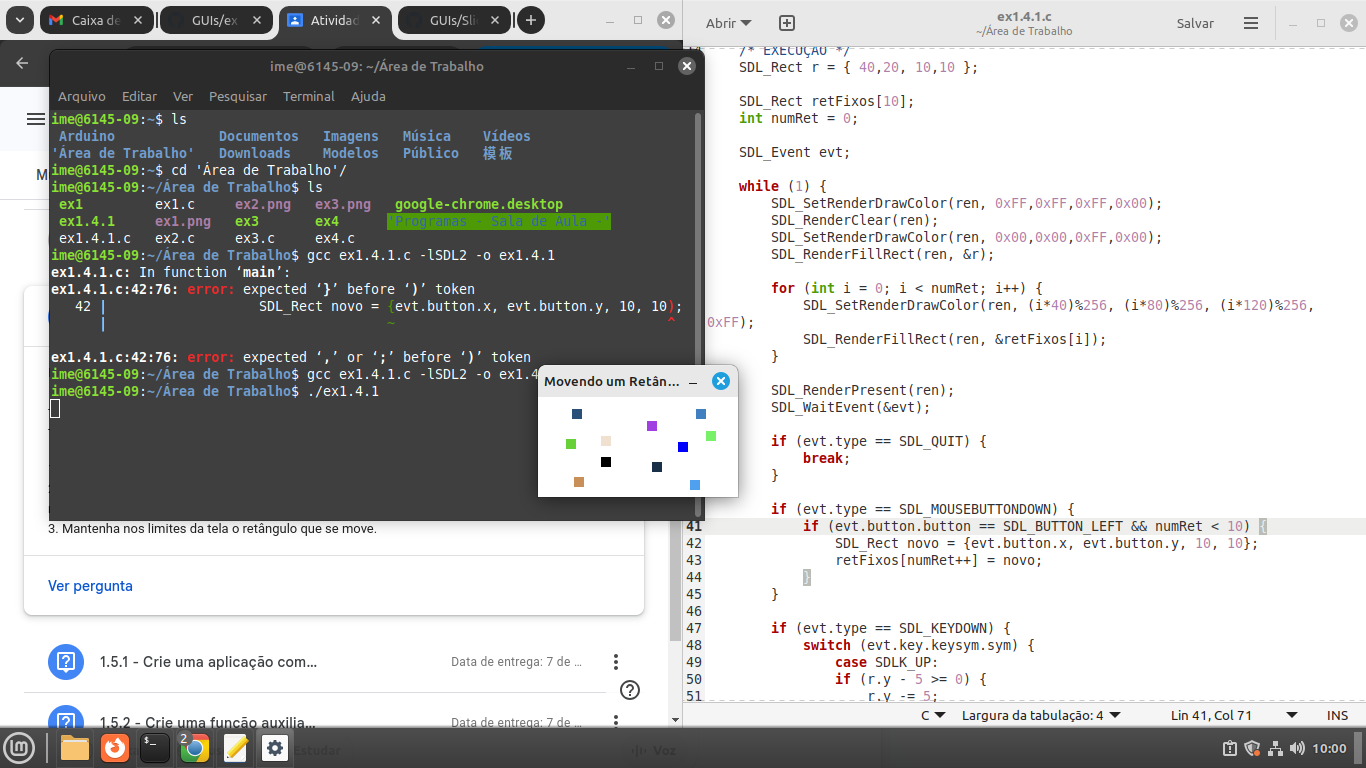 Caixa de
GUIs/ex
Atividad
GUIs/Sli
ime@6145-09: ~/Área de Trabalho
Arquivo Editar Ver Pesquisar Terminal Ajuda
ime@6145-09:~$ ls
Arduino Documentos Imagens Música Vídeos
'Área de Trabalho' Downloads Modelos Público 模板
ime@6145-09:~$ cd 'Área de Trabalho'/
ime@6145-09:~/Área de Trabalho$ ls
ex1 ex1.c ex2.png ex3.png google-chrome.desktop
ex1.4.1 ex1.png ex3 ex4 'Programas - Sala de Aula -'
ex1.4.1.c ex2.c ex3.c ex4.c
ime@6145-09:~/Área de Trabalho$ gcc ex1.4.1.c -lSDL2 -o ex1.4.1
ex1.4.1.c: In function ‘main’:
ex1.4.1.c:42:76: error: expected ‘}’ before ‘)’ token
42 | SDL_Rect novo = {evt.button.x, evt.button.y, 10, 10);
| ~ ^
ex1.4.1.c:42:76: error: expected ‘,’ or ‘;’ before ‘)’ token
ime@6145-09:~/Área de Trabalho$ gcc ex1.4.1.c -lSDL2 -o ex1.4
ime@6145-09:~/Área de Trabalho$ ./ex1.4.1
Movendo um Retân...
M
3. Mantenha nos limites da tela o retângulo que se move.
Ver pergunta
1.5.1 - Crie uma aplicação com... Data de entrega: 7 de ...
1.5.2 - Crie uma função auxilia... Data de entrega: 7 de ...
Abrir
ex1.4.1.c
~/Área de Trabalho
Salvar
/* EXECUÇÃO */
SDL_Rect r = { 40,20, 10,10 };
SDL_Rect retFixos[10];
int numRet = 0;
SDL_Event evt;
while (1) {
SDL_SetRenderDrawColor(ren, 0xFF,0xFF,0xFF,0x00);
SDL_RenderClear(ren);
SDL_SetRenderDrawColor(ren, 0x00,0x00,0xFF,0x00);
SDL_RenderFillRect(ren, &r);
for (int i = 0; i < numRet; i++) {
SDL_SetRenderDrawColor(ren, (i*40)%256, (i*80)%256, (i*120)%256,
0xFF);
SDL_RenderFillRect(ren, &retFixos[i]);
}
SDL_RenderPresent(ren);
SDL_WaitEvent(&evt);
if (evt.type == SDL_QUIT) {
break;
}
if (evt.type == SDL_MOUSEBUTTONDOWN) {
41 if (evt.button.button == SDL_BUTTON_LEFT && numRet < 10) {
42 SDL_Rect novo = {evt.button.x, evt.button.y, 10, 10};
43 retFixos[numRet++] = novo;
44 }
45 }
46
47 if (evt.type == SDL_KEYDOWN) {
48 switch (evt.key.keysym.sym) {
49 case SDLK_UP:
50 if (r.y - 5 >= 0) {
51 r.y -= 5;
C Largura da tabulação: 4 Lin 41, Col 71 INS
2
Estudar
Voz
10:00